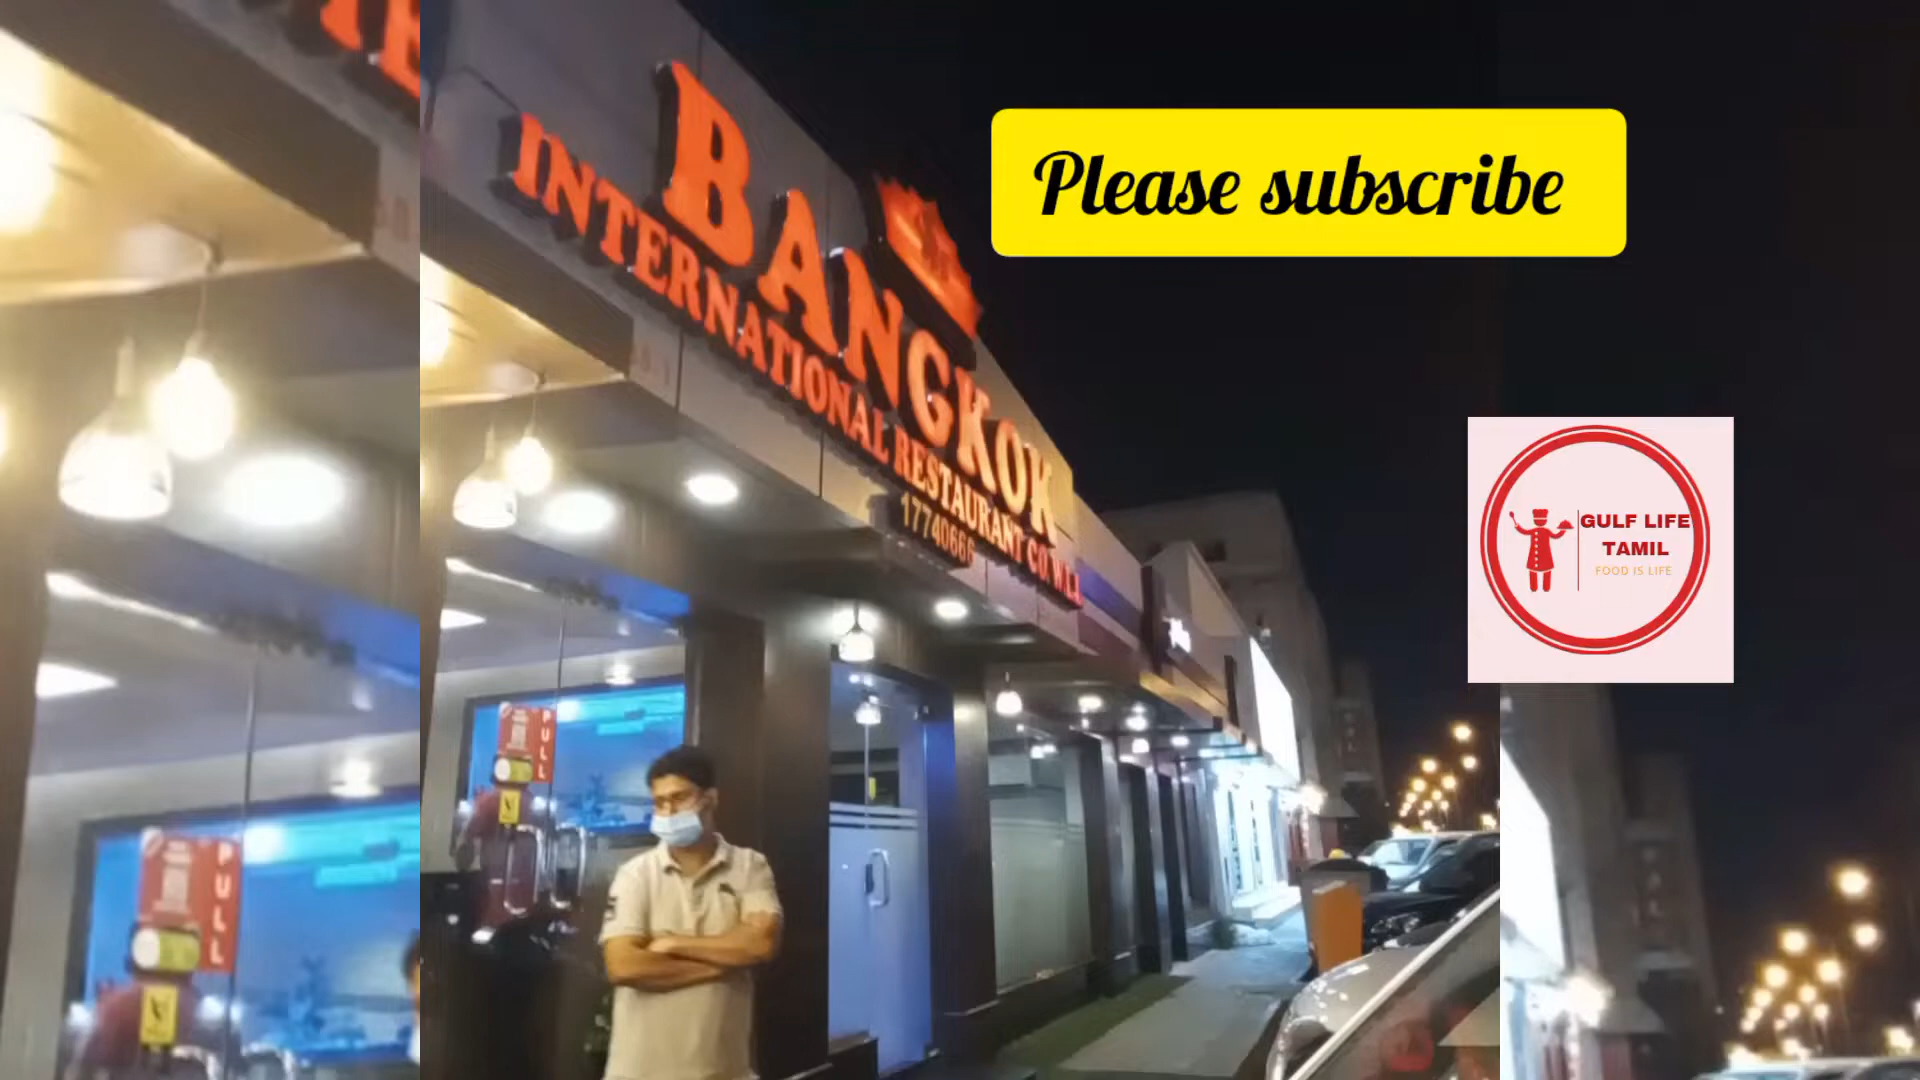 BANGKOK
INTERNATIONAL RESTAURANT CO W.L.L
17740666
PULL
PULL
Please subscribe
GULF LIFE
TAMIL
FOOD IS LIFE